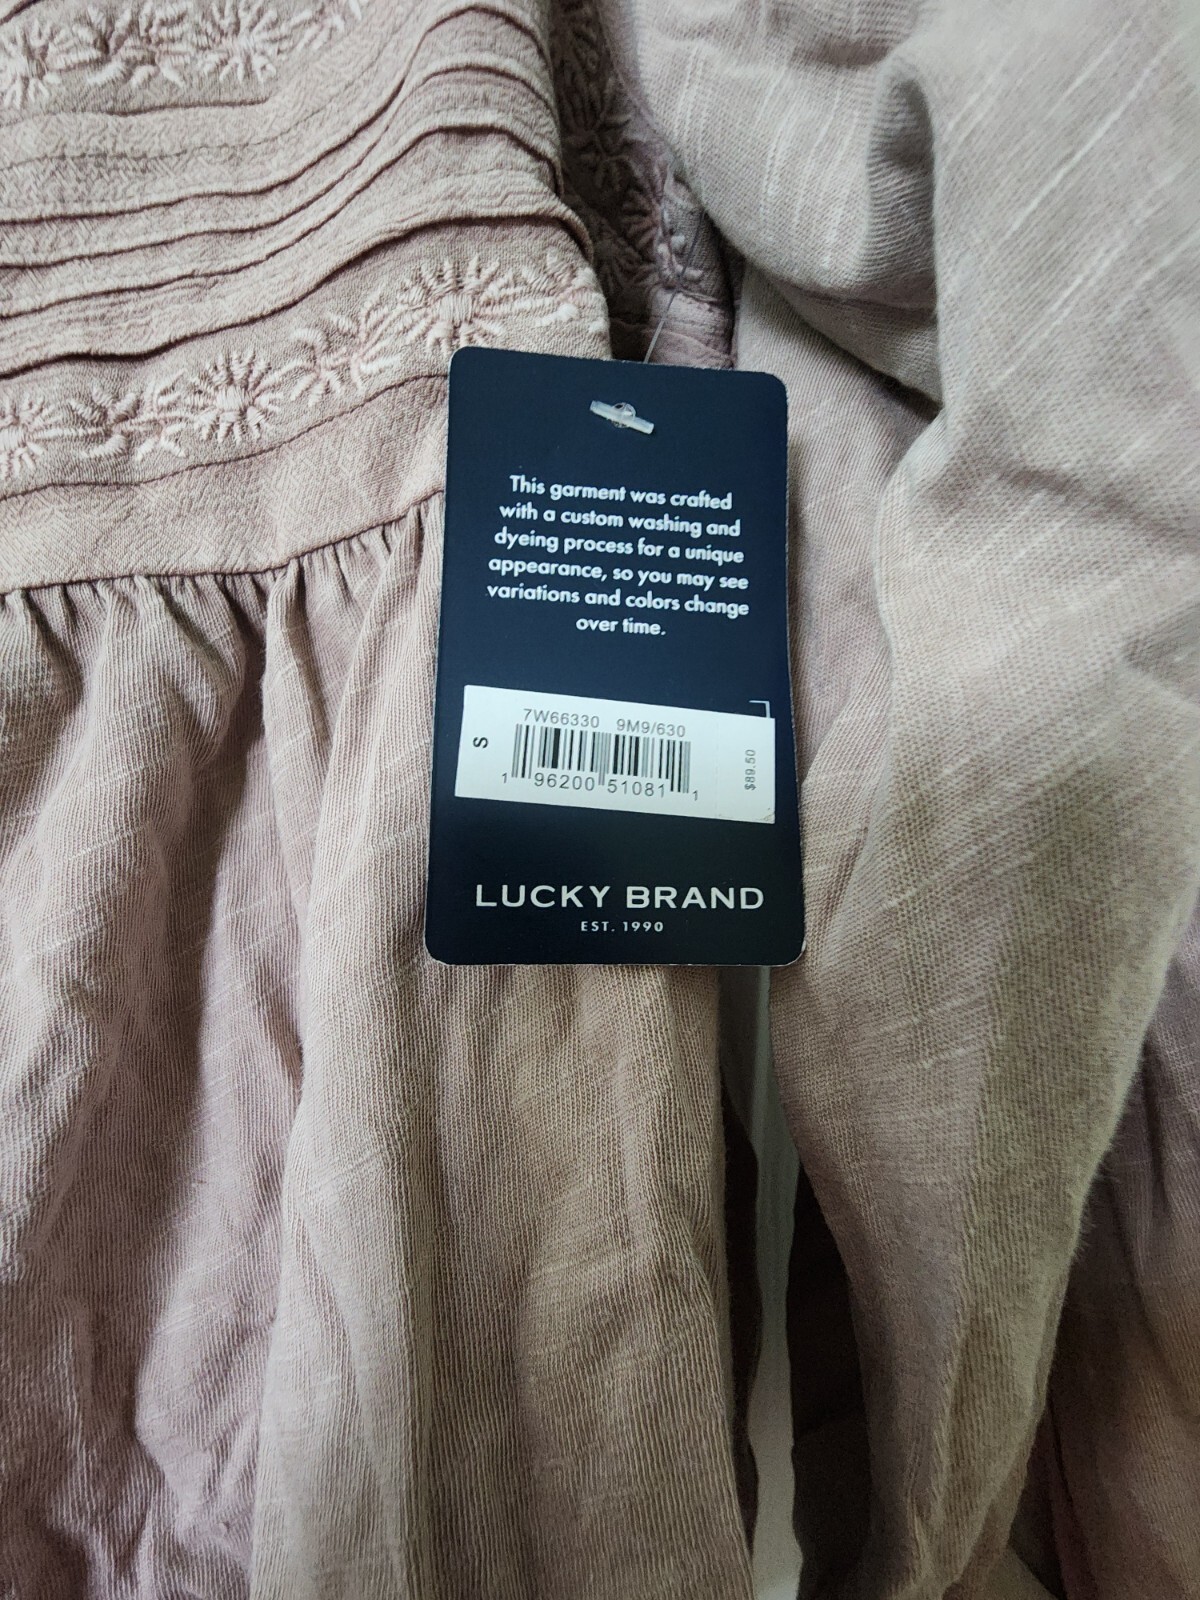 This garment was crafted
with a custom washing and
dyeing process for a unique
appearance, so you may see
variations and colors change
over time.
7W66330 9M9/630
S
1 96200 51081 1
$89.50
LUCKY BRAND
EST. 1990